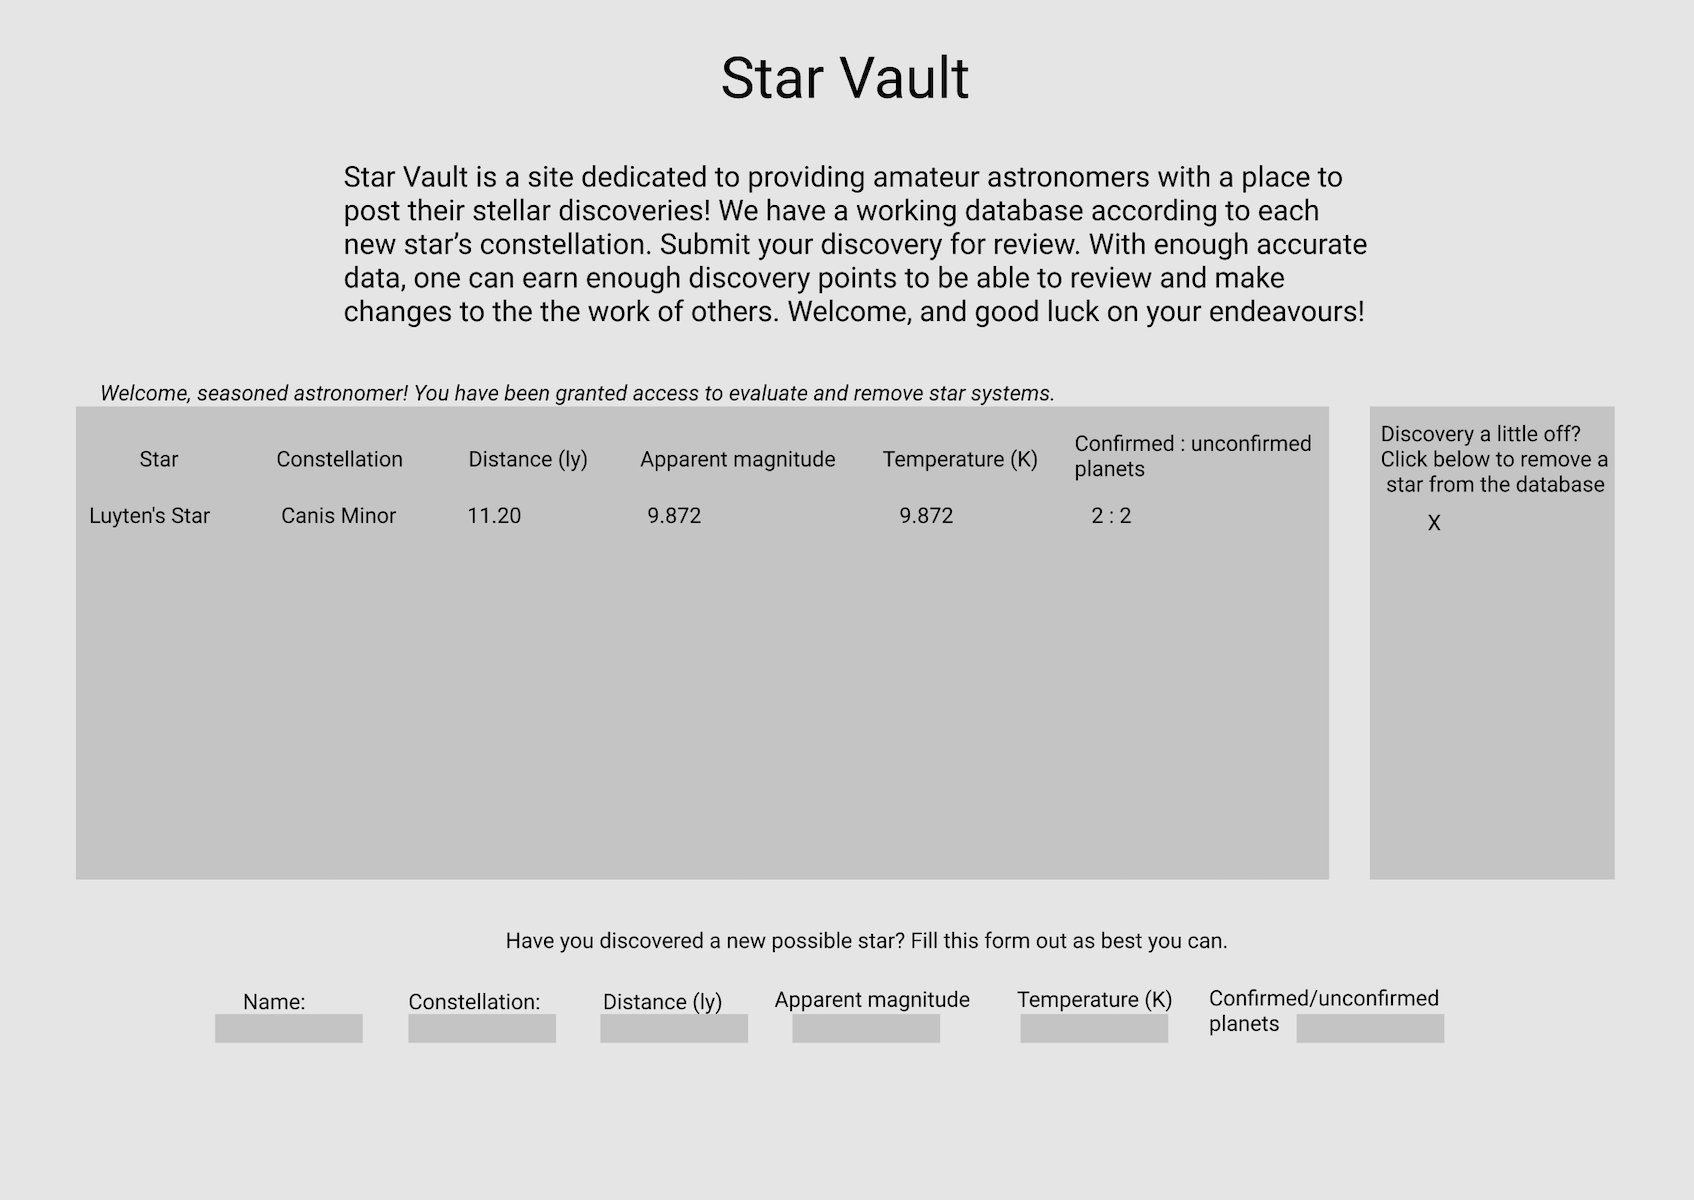 Star Vault
Star Vault is a site dedicated to providing amateur astronomers with a place to
post their stellar discoveries! We have a working database according to each
new star’s constellation. Submit your discovery for review. With enough accurate
data, one can earn enough discovery points to be able to review and make
changes to the the work of others. Welcome, and good luck on your endeavours!
Welcome, seasoned astronomer! You have been granted access to evaluate and remove star systems.
Star Constellation Distance (ly) Apparent magnitude Temperature (K) Confirmed : unconfirmed
planets
Luyten's Star Canis Minor 11.20 9.872 9.872 2 : 2
Discovery a little off?
Click below to remove a
star from the database
X
Have you discovered a new possible star? Fill this form out as best you can.
Name: Constellation: Distance (ly) Apparent magnitude Temperature (K) Confirmed/unconfirmed
planets